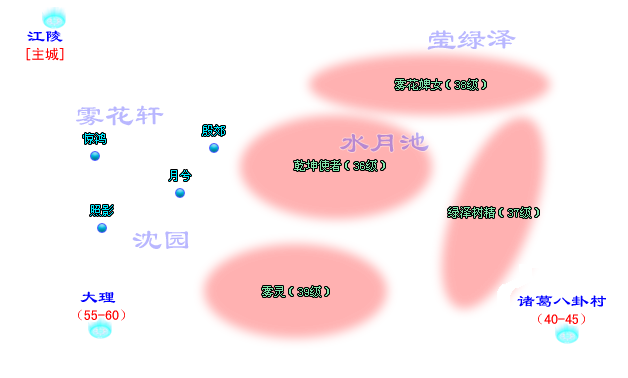 江陵
[主城]
莹绿泽
雾花婢女(38级)
雾花轩
惊鸿
殷郊
水月池
乾坤使者(38级)
月兮
照影
绿泽树精(37级)
沈园
雾灵(39级)
大理
(55-60)
诸葛八卦村
(40-45)